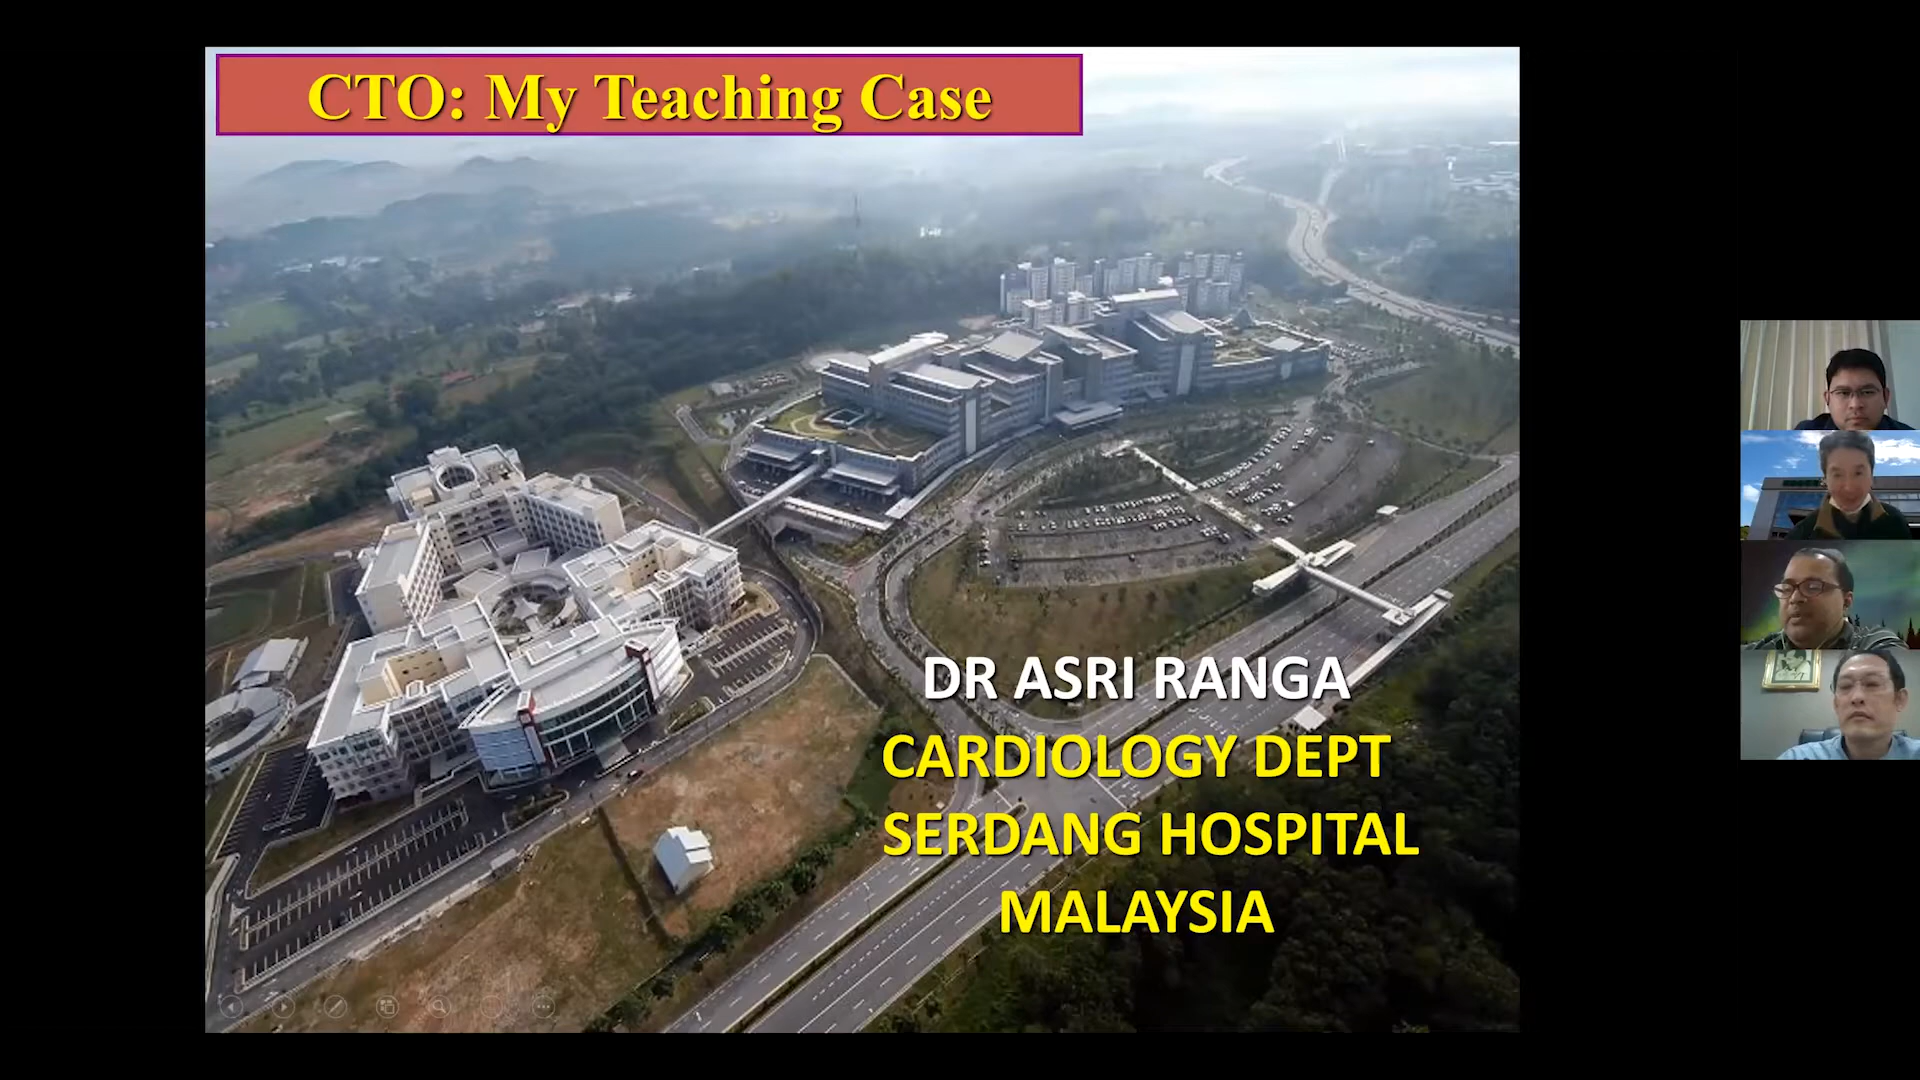 CTO: My Teaching Case
DR ASRI RANGA
CARDIOLOGY DEPT
SERDANG HOSPITAL
MALAYSIA